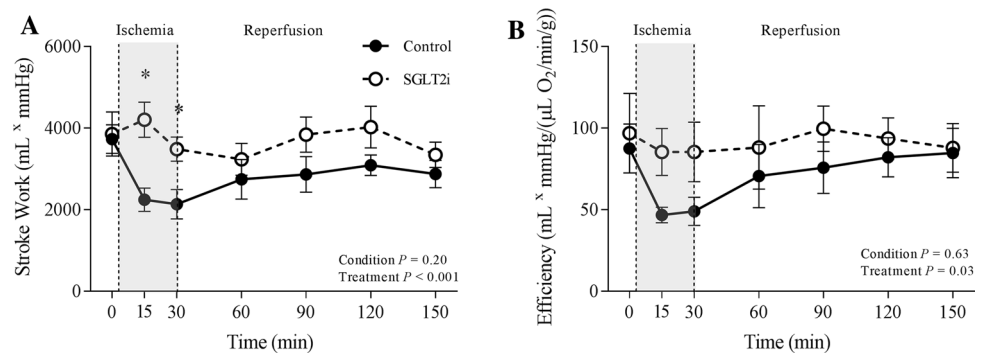 A
Ischemia
Reperfusion
Control
SGLT2i
*
*
6000
4000
2000
0
Stroke Work (mL x mmHg)
Condition P = 0.20
Treatment P < 0.001
0 15 30 60 90 120 150
Time (min)
B
Ischemia
Reperfusion
150
100
50
0
Efficiency (mL x mmHg/(μL O2/min/g))
Condition P = 0.63
Treatment P = 0.03
0 15 30 60 90 120 150
Time (min)